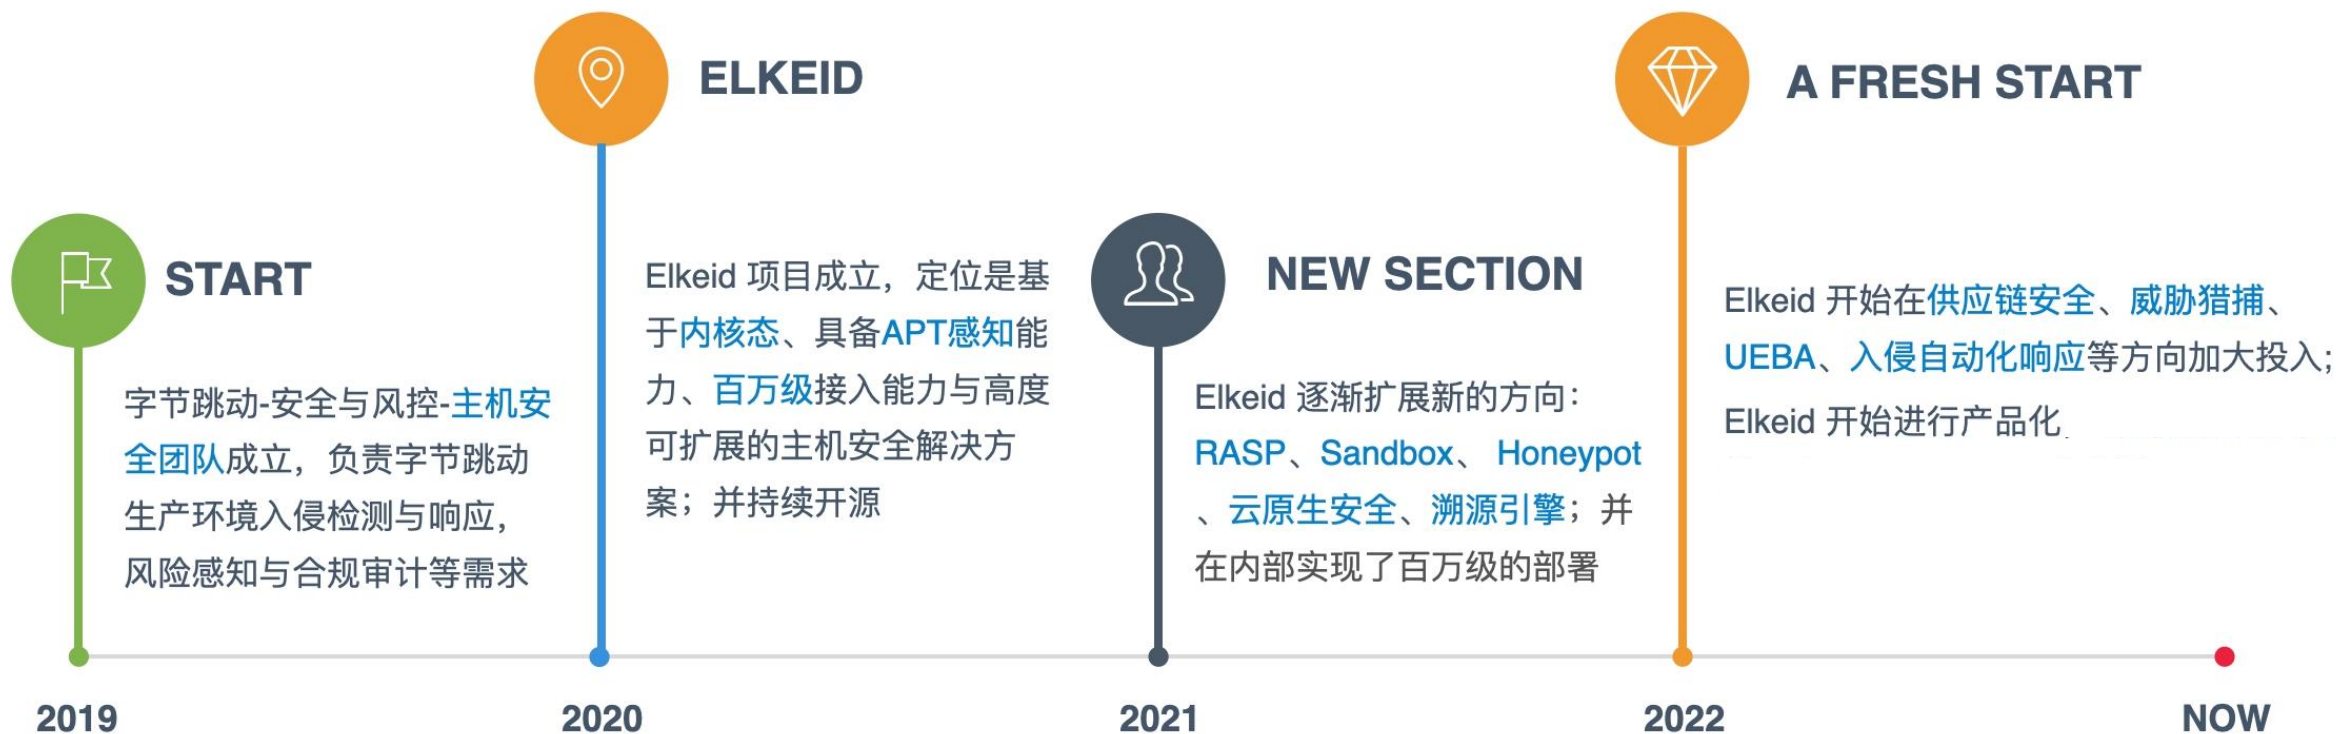 START
字节跳动-安全与风控-主机安
全团队成立，负责字节跳动
生产环境入侵检测与响应，
风险感知与合规审计等需求
2019
ELKEID
Elkeid 项目成立，定位是基
于内核态、具备APT感知能
力、百万级接入能力与高度
可扩展的主机安全解决方
案；并持续开源
2020
NEW SECTION
Elkeid 逐渐扩展新的方向：
RASP、Sandbox、 Honeypot
、云原生安全、溯源引擎；并
在内部实现了百万级的部署
2021
A FRESH START
Elkeid 开始在供应链安全、威胁猎捕、
UEBA、入侵自动化响应等方向加大投入；
Elkeid 开始进行产品化
2022
NOW